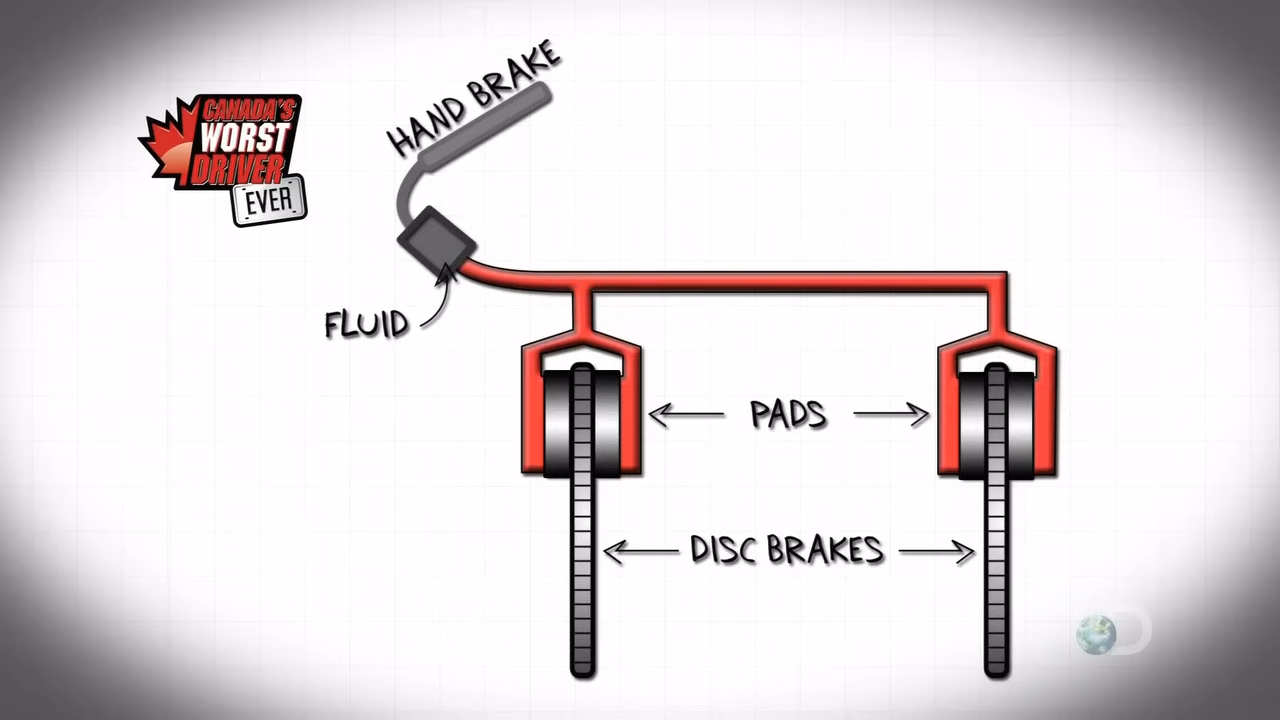 HAND BRAKE
CANADA'S
WORST
DRIVER
EVER
FLUID
PADS
DISC BRAKES
D